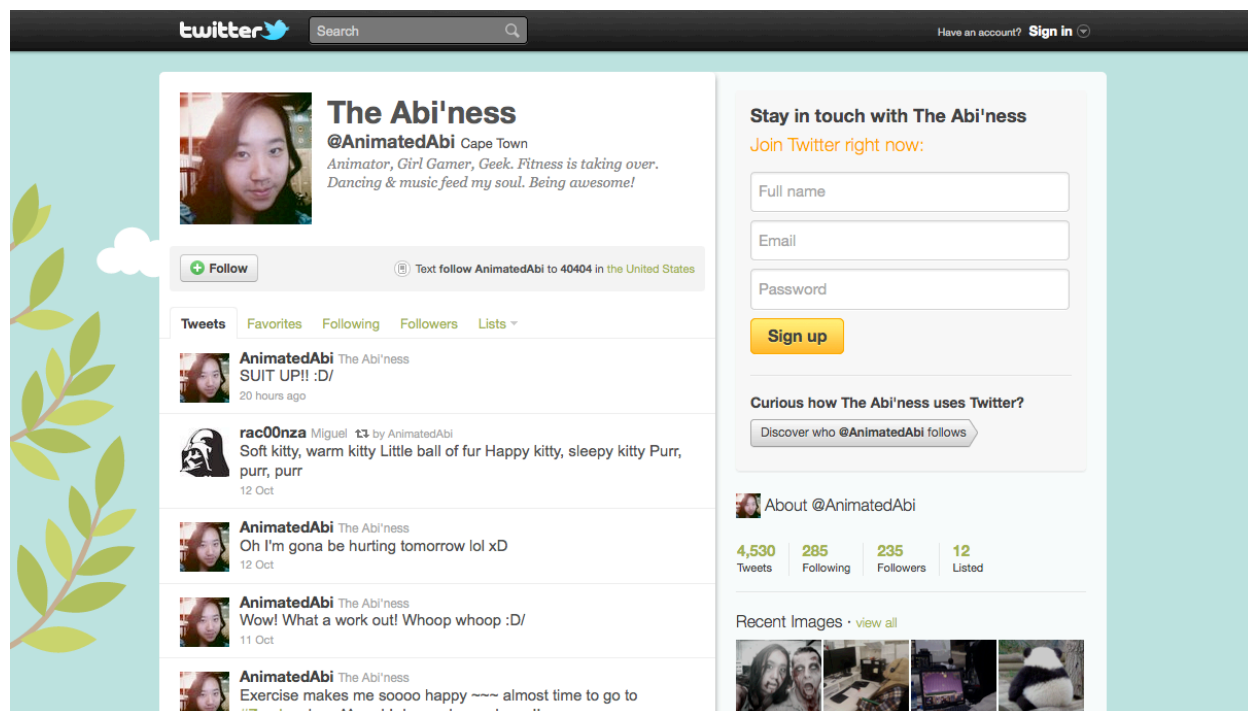 twitter
Search
Have an account? Sign in
The Abi'ness
@AnimatedAbi Cape Town
Animator, Girl Gamer, Geek. Fitness is taking over.
Dancing & music feed my soul. Being awesome!
Follow
Text follow AnimatedAbi to 40404 in the United States
Tweets Favorites Following Followers Lists
AnimatedAbi The Abi'ness
SUIT UP!! :D/
20 hours ago
rac00nza Miguel by AnimatedAbi
Soft kitty, warm kitty Little ball of fur Happy kitty, sleepy kitty Purr,
purr, purr
12 Oct
AnimatedAbi The Abi'ness
Oh I'm gona be hurting tomorrow lol xD
12 Oct
AnimatedAbi The Abi'ness
Wow! What a work out! Whoop whoop :D/
11 Oct
AnimatedAbi The Abi'ness
Exercise makes me soooo happy ~~~ almost time to go to
Stay in touch with The Abi'ness
Join Twitter right now:
Full name
Email
Password
Sign up
Curious how The Abi'ness uses Twitter?
Discover who @AnimatedAbi follows
About @AnimatedAbi
4,530 285 235 12
Tweets Following Followers Listed
Recent Images · view all